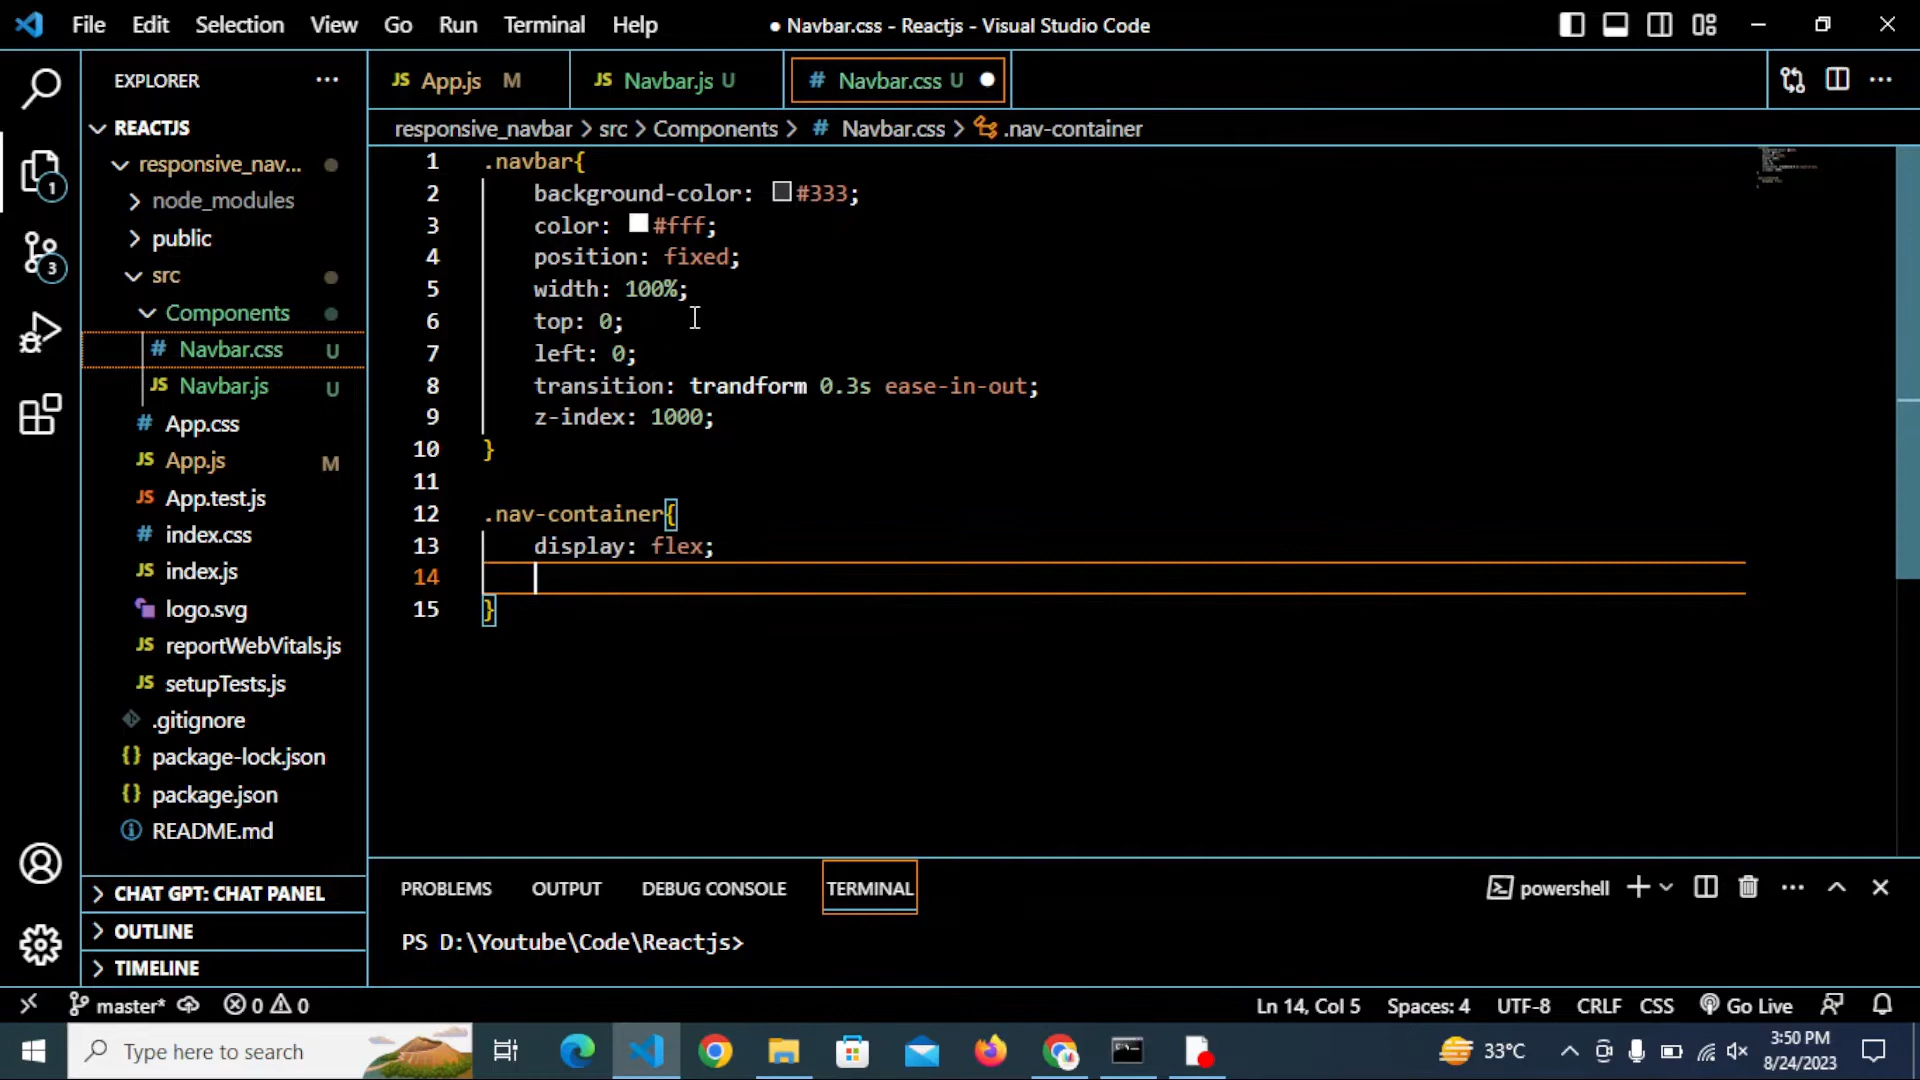 File Edit Selection View Go Run Terminal Help
● Navbar.css - Reactjs - Visual Studio Code
EXPLORER
REACTJS
responsive_nav...
node_modules
public
src
Components
# Navbar.css U
JS Navbar.js U
# App.css
JS App.js M
JS App.test.js
# index.css
JS index.js
logo.svg
JS reportWebVitals.js
JS setupTests.js
.gitignore
{} package-lock.json
{} package.json
README.md
CHAT GPT: CHAT PANEL
OUTLINE
TIMELINE
1
3
JS App.js M
JS Navbar.js U
# Navbar.css U ●
responsive_navbar > src > Components > # Navbar.css > .nav-container
1 .navbar{
2 background-color: #333;
3 color: #fff;
4 position: fixed;
5 width: 100%;
6 top: 0;
7 left: 0;
8 transition: trandform 0.3s ease-in-out;
9 z-index: 1000;
10 }
11
12 .nav-container{
13 display: flex;
14
15 }
PROBLEMS OUTPUT DEBUG CONSOLE TERMINAL
powershell
PS D:\Youtube\Code\Reactjs>
master* 0 0
Ln 14, Col 5 Spaces: 4 UTF-8 CRLF CSS Go Live
Type here to search
33°C
3:50 PM
8/24/2023